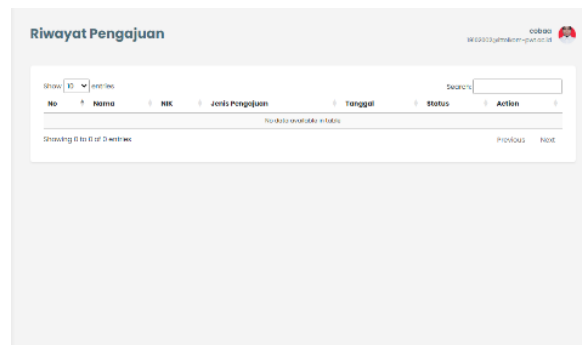 Riwayat Pengajuan
cobaa
Show 10 entries
Search:
No Nama NIK Jenis Pengajuan Tanggal Status Action
No data available in table
Showing 0 to 0 of 0 entries
Previous Next